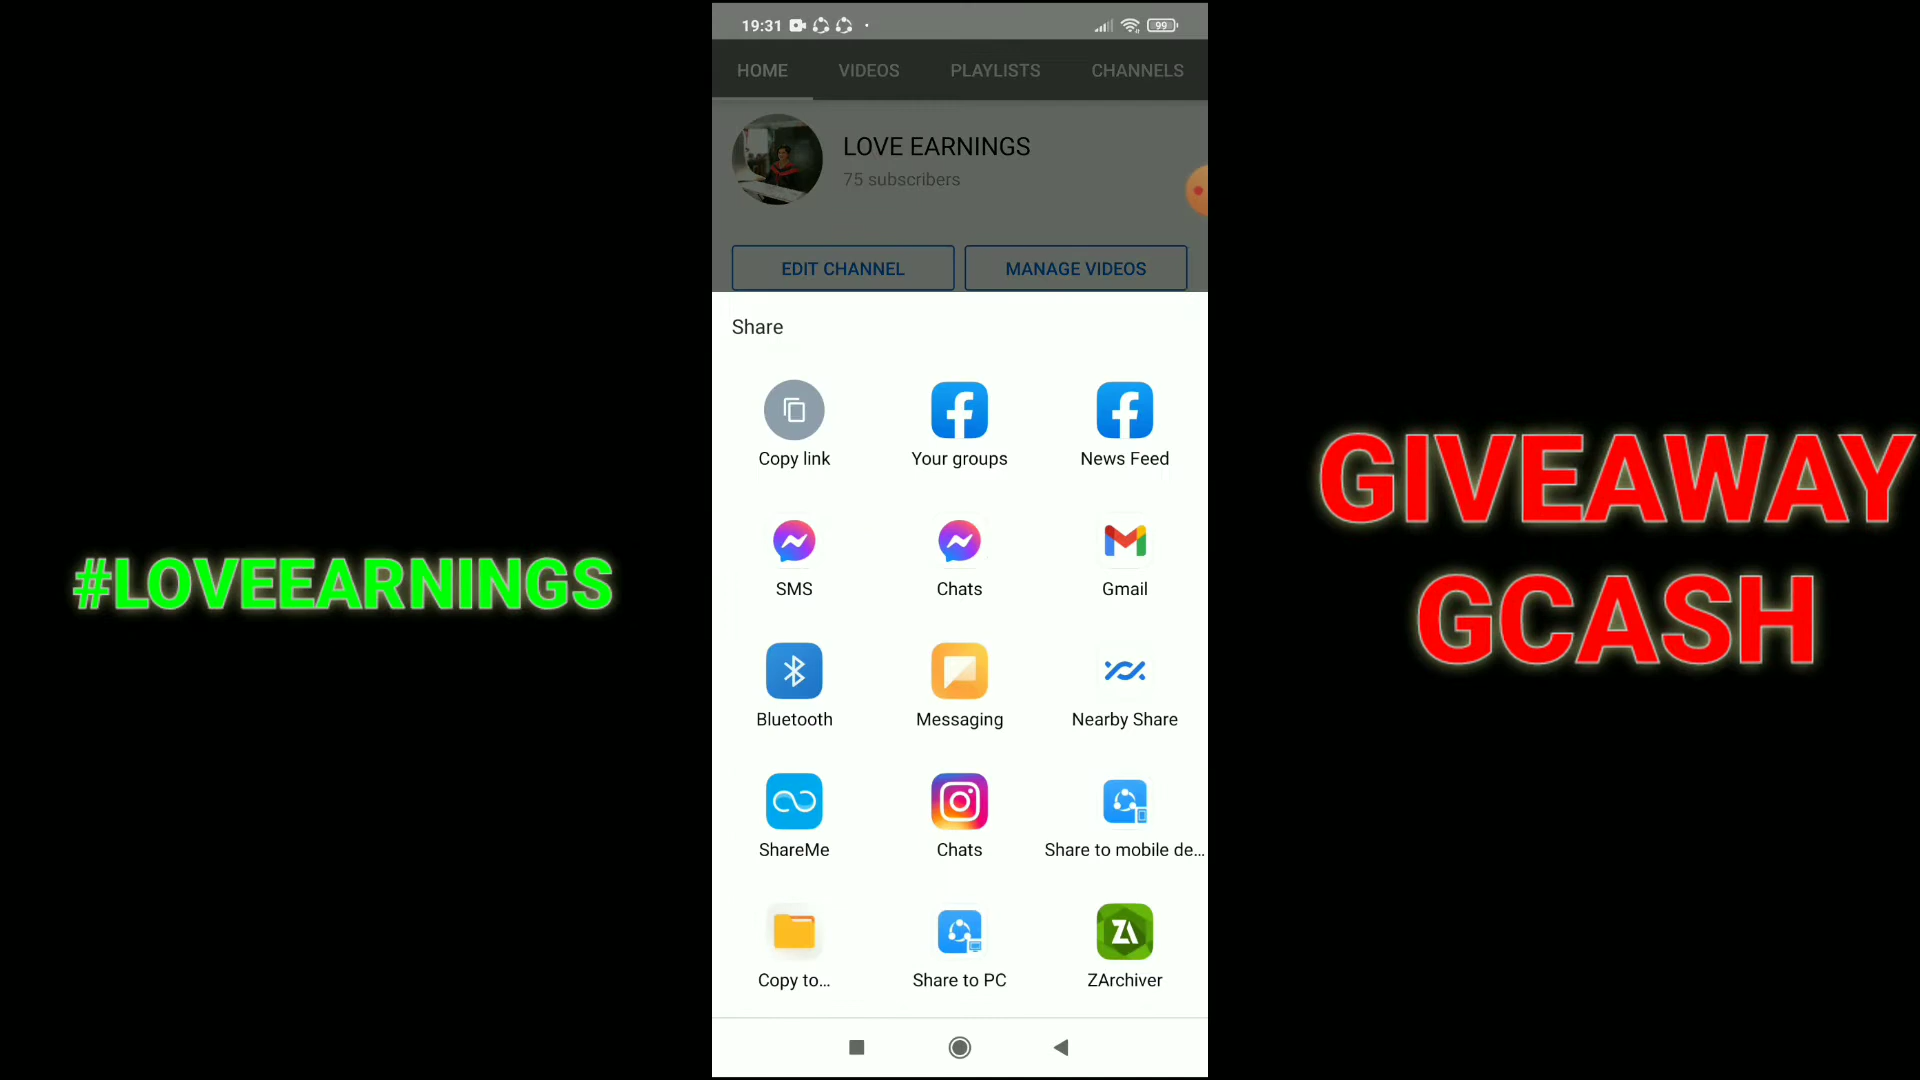 19:31
99
HOME VIDEOS PLAYLISTS CHANNELS
LOVE EARNINGS
75 subscribers
EDIT CHANNEL MANAGE VIDEOS
Share
Copy link Your groups News Feed
SMS Chats Gmail
Bluetooth Messaging Nearby Share
ShareMe Chats Share to mobile de...
Copy to... Share to PC ZArchiver
#LOVEEARNINGS
GIVEAWAY
GCASH